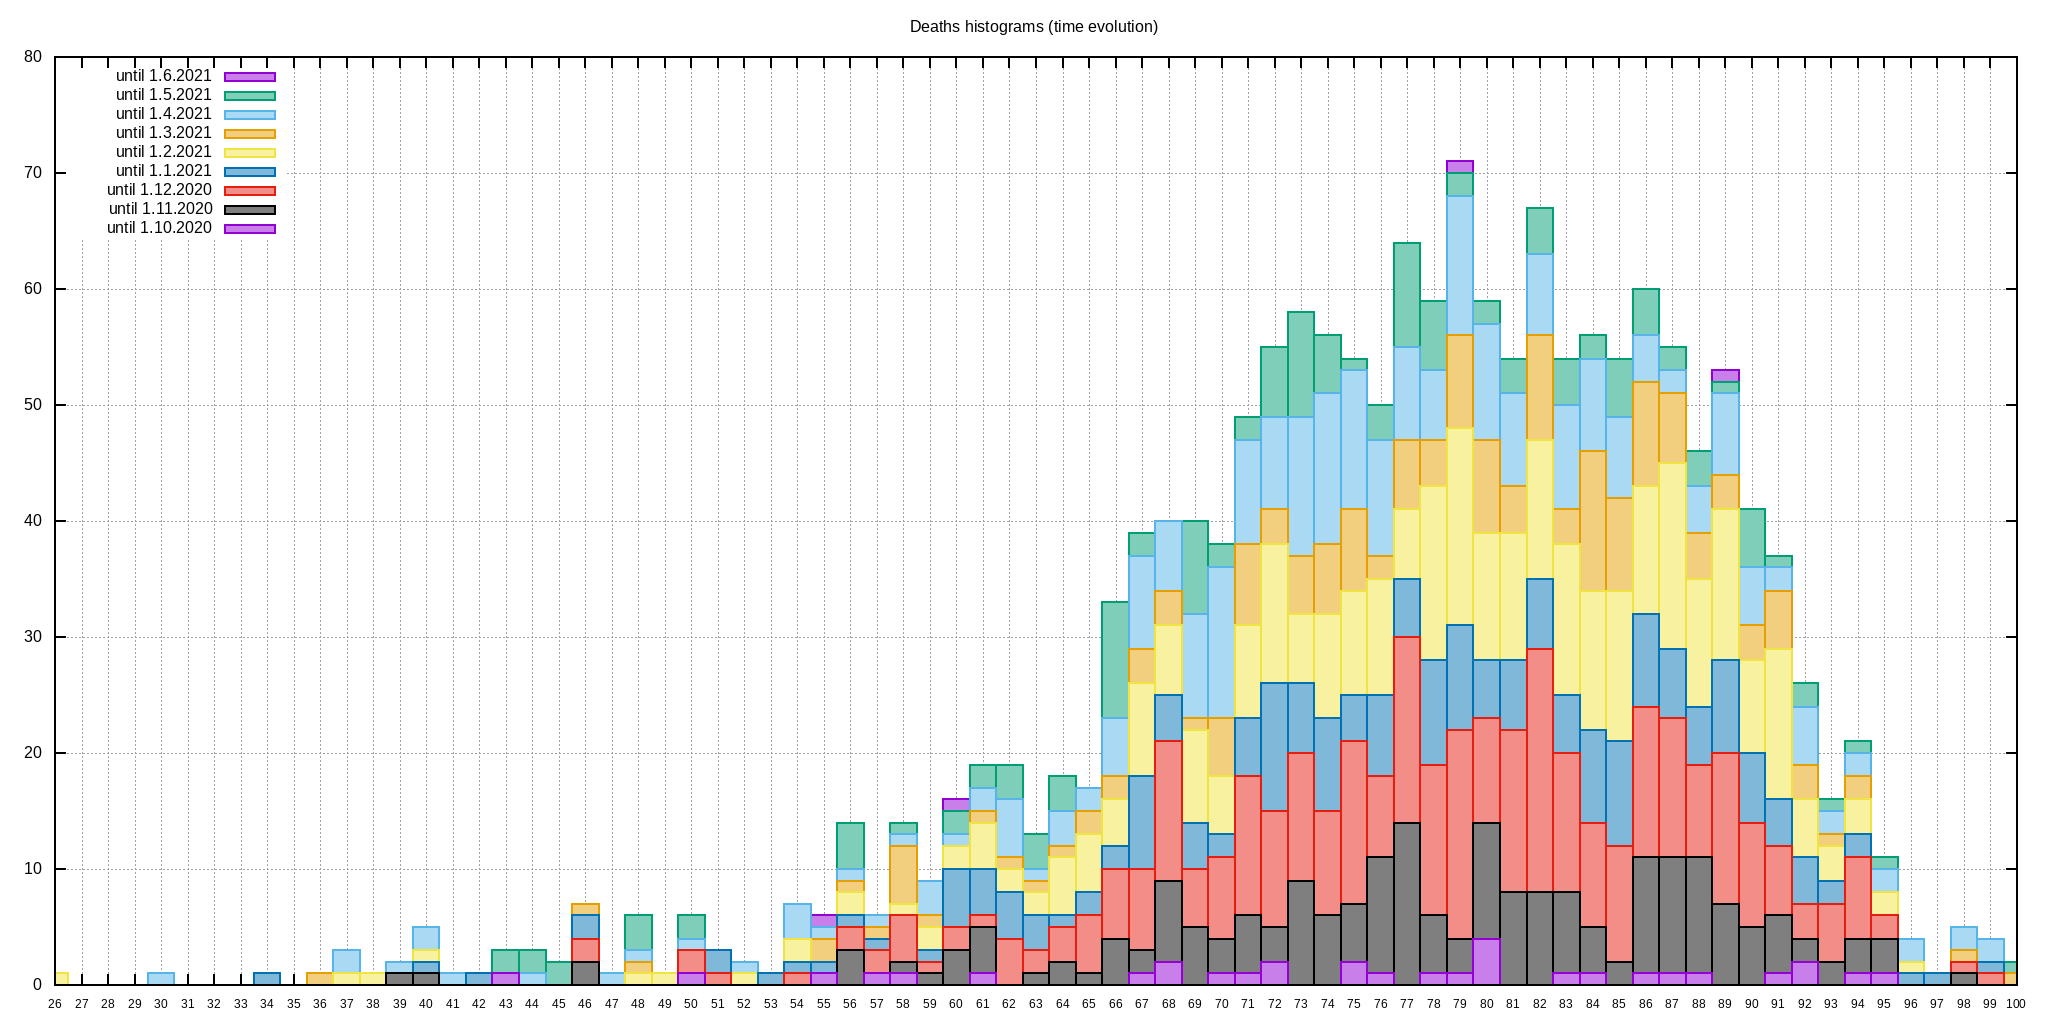 Deaths histograms (time evolution)
80
70
60
50
40
30
20
10
0
until 1.6.2021
until 1.5.2021
until 1.4.2021
until 1.3.2021
until 1.2.2021
until 1.1.2021
until 1.12.2020
until 1.11.2020
until 1.10.2020
26 27 28 29 30 31 32 33 34 35 36 37 38 39 40 41 42 43 44 45 46 47 48 49 50 51 52 53 54 55 56 57 58 59 60 61 62 63 64 65 66 67 68 69 70 71 72 73 74 75 76 77 78 79 80 81 82 83 84 85 86 87 88 89 90 91 92 93 94 95 96 97 98 99 100